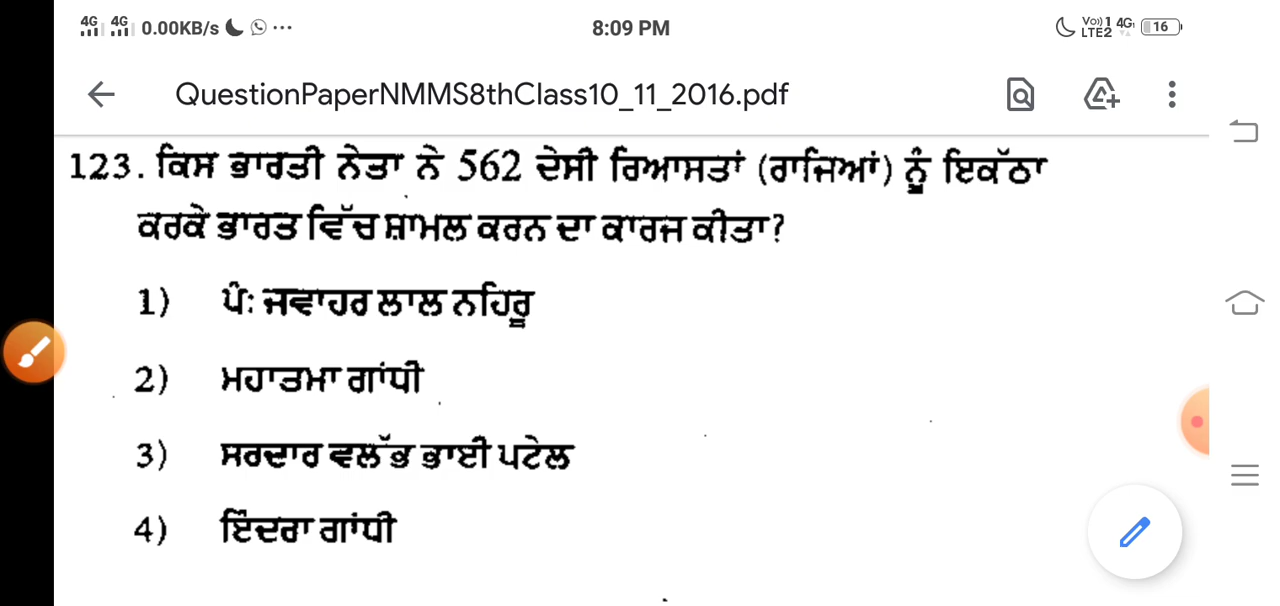 4G 4G 0.00KB/s ... 8:09 PM Vo)) 1 4G LTE2 16
QuestionPaperNMMS8thClass10_11_2016.pdf
123. ਕਿਸ ਭਾਰਤੀ ਨੇਤਾ ਨੇ 562 ਦੇਸੀ ਰਿਆਸਤਾਂ (ਰਾਜਿਆਂ) ਨੂੰ ਇਕੱਠਾ
ਕਰਕੇ ਭਾਰਤ ਵਿੱਚ ਸ਼ਾਮਲ ਕਰਨ ਦਾ ਕਾਰਜ ਕੀਤਾ?
1) ਪੰ: ਜਵਾਹਰ ਲਾਲ ਨਹਿਰੂ
2) ਮਹਾਤਮਾ ਗਾਂਧੀ
3) ਸਰਦਾਰ ਵਲੱਭ ਭਾਈ ਪਟੇਲ
4) ਇੰਦਰਾ ਗਾਂਧੀ